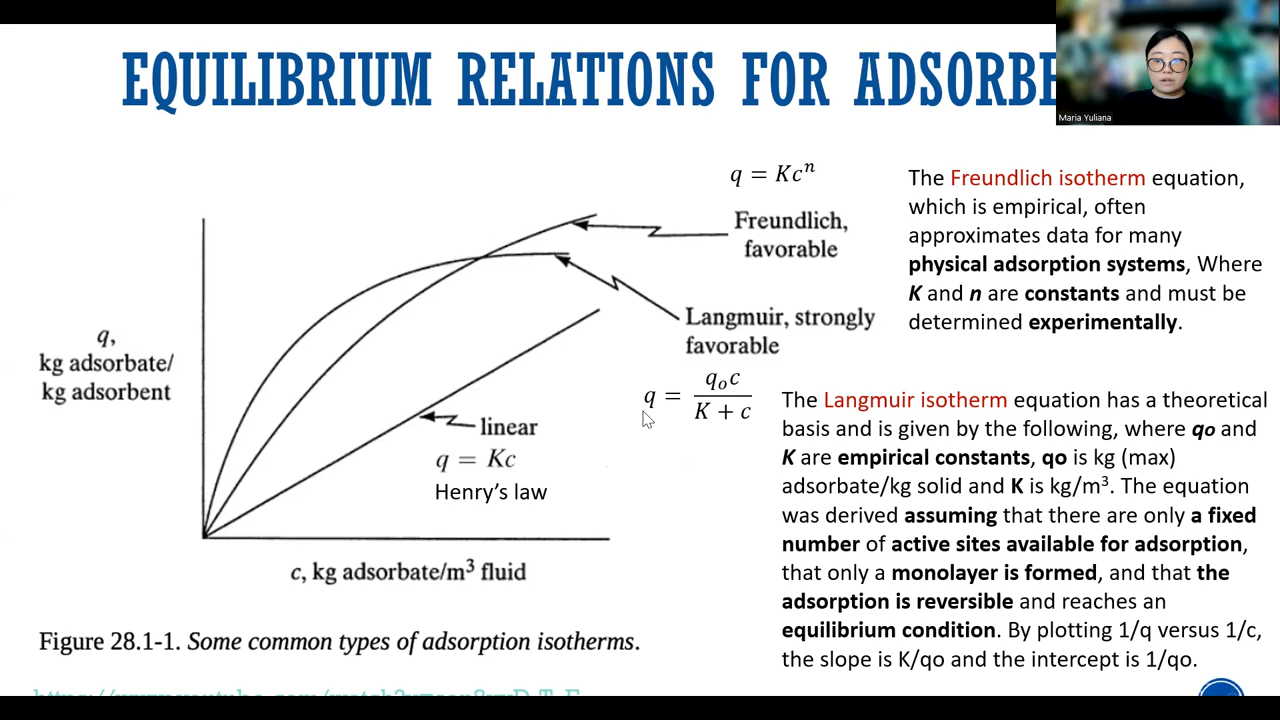 EQUILIBRIUM RELATIONS FOR ADSORBE
Maria Yuliana
q = Kcⁿ
Freundlich,
favorable
The Freundlich isotherm equation,
which is empirical, often
approximates data for many
physical adsorption systems, Where
K and n are constants and must be
determined experimentally.
q,
kg adsorbate/
kg adsorbent
Langmuir, strongly
favorable
q = qₒc / K + c
linear
q = Kc
Henry's law
c, kg adsorbate/m³ fluid
The Langmuir isotherm equation has a theoretical
basis and is given by the following, where qo and
K are empirical constants, qo is kg (max)
adsorbate/kg solid and K is kg/m³. The equation
was derived assuming that there are only a fixed
number of active sites available for adsorption,
that only a monolayer is formed, and that the
adsorption is reversible and reaches an
equilibrium condition. By plotting 1/q versus 1/c,
the slope is K/qo and the intercept is 1/qo.
Figure 28.1-1. Some common types of adsorption isotherms.